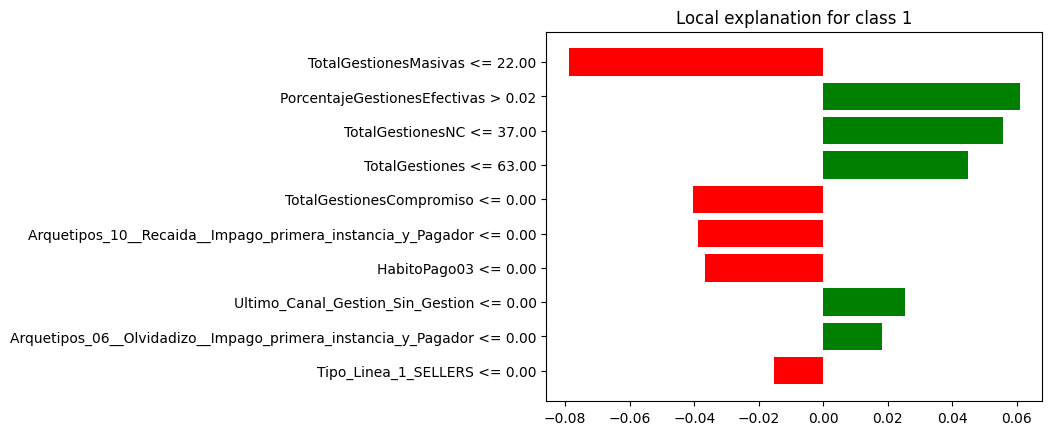 Local explanation for class 1
TotalGestionesMasivas <= 22.00
PorcentajeGestionesEfectivas > 0.02
TotalGestionesNC <= 37.00
TotalGestiones <= 63.00
TotalGestionesCompromiso <= 0.00
Arquetipos_10__Recaida__Impago_primera_instancia_y_Pagador <= 0.00
HabitoPago03 <= 0.00
Ultimo_Canal_Gestion_Sin_Gestion <= 0.00
Arquetipos_06__Olvidadizo__Impago_primera_instancia_y_Pagador <= 0.00
Tipo_Linea_1_SELLERS <= 0.00
−0.08 −0.06 −0.04 −0.02 0.00 0.02 0.04 0.06